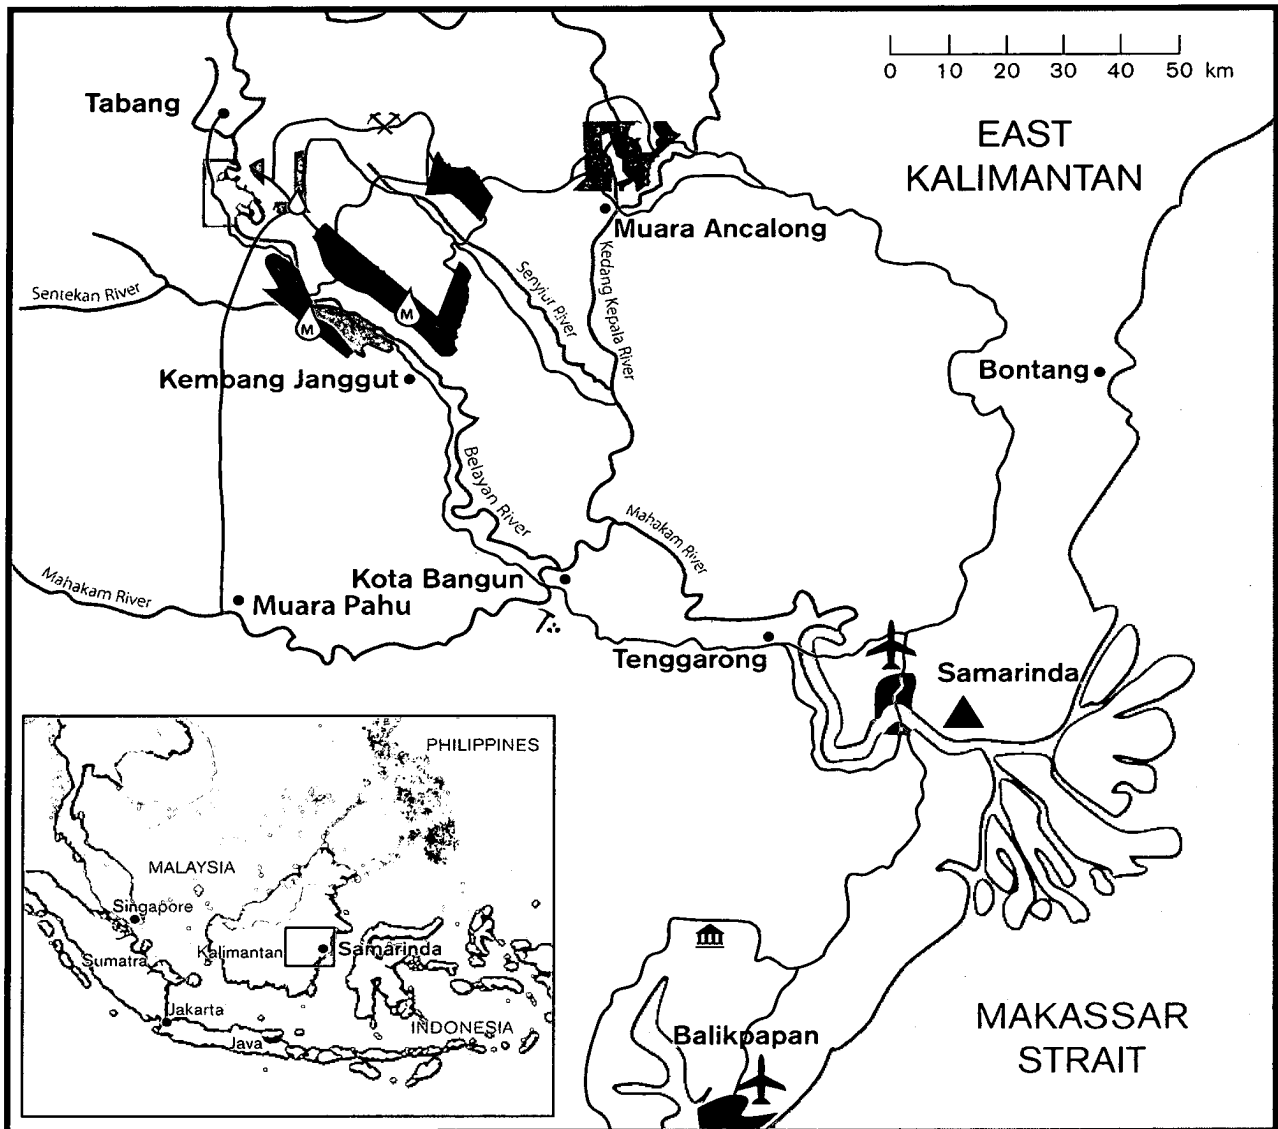 0 10 20 30 40 50 km
Tabang
EAST
KALIMANTAN
Muara Ancalong
Sentekan River
Senyiur River
Kedang Kepala River
M
M
Kembang Janggut
Bontang
Belayan River
Mahakam River
Kota Bangun
Mahakam River
Muara Pahu
Tenggarong
Samarinda
PHILIPPINES
MALAYSIA
Singapore
Kalimantan
Samarinda
Sumatra
Jakarta
Java
INDONESIA
MAKASSAR
STRAIT
Balikpapan